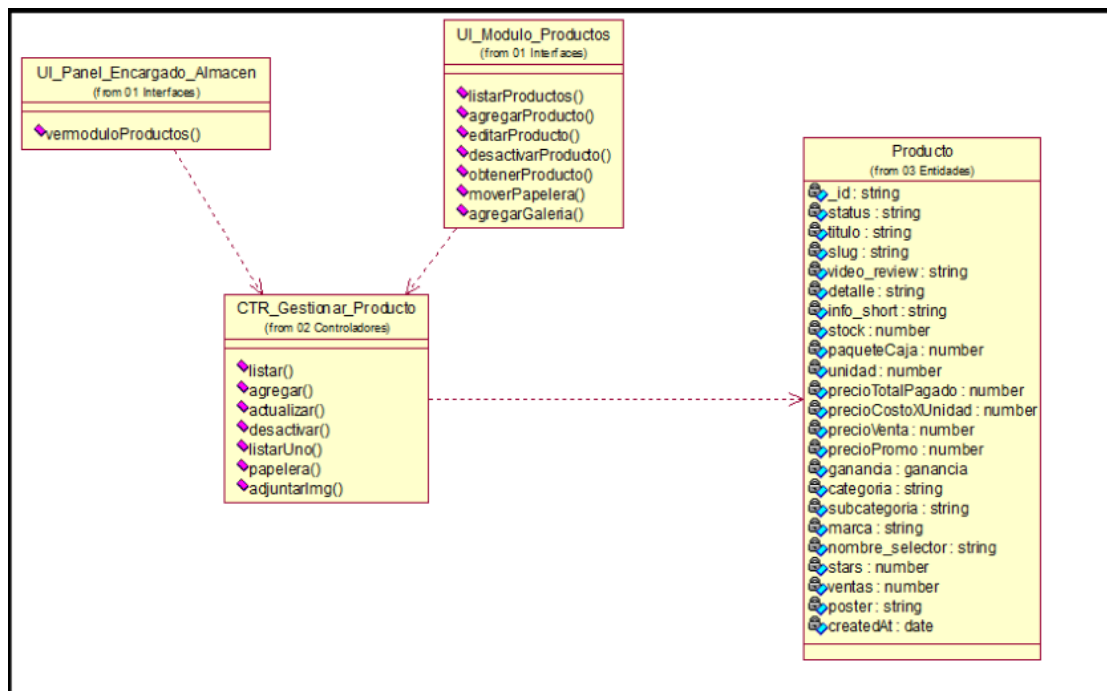 UI_Panel_Encargado_Almacen
(from 01 Interfaces)
vermoduloProductos()
UI_Modulo_Productos
(from 01 Interfaces)
listarProductos()
agregarProducto()
editarProducto()
desactivarProducto()
obtenerProducto()
moverPapelera()
agregarGaleria()
CTR_Gestionar_Producto
(from 02 Controladores)
listar()
agregar()
actualizar()
desactivar()
listarUno()
papelera()
adjuntarImg()
Producto
(from 03 Entidades)
_id : string
status : string
titulo : string
slug : string
video_review : string
detalle : string
info_short : string
stock : number
paqueteCaja : number
unidad : number
precioTotalPagado : number
precioCostoXUnidad : number
precioVenta : number
precioPromo : number
ganancia : ganancia
categoria : string
subcategoria : string
marca : string
nombre_selector : string
stars : number
ventas : number
poster : string
createdAt : date